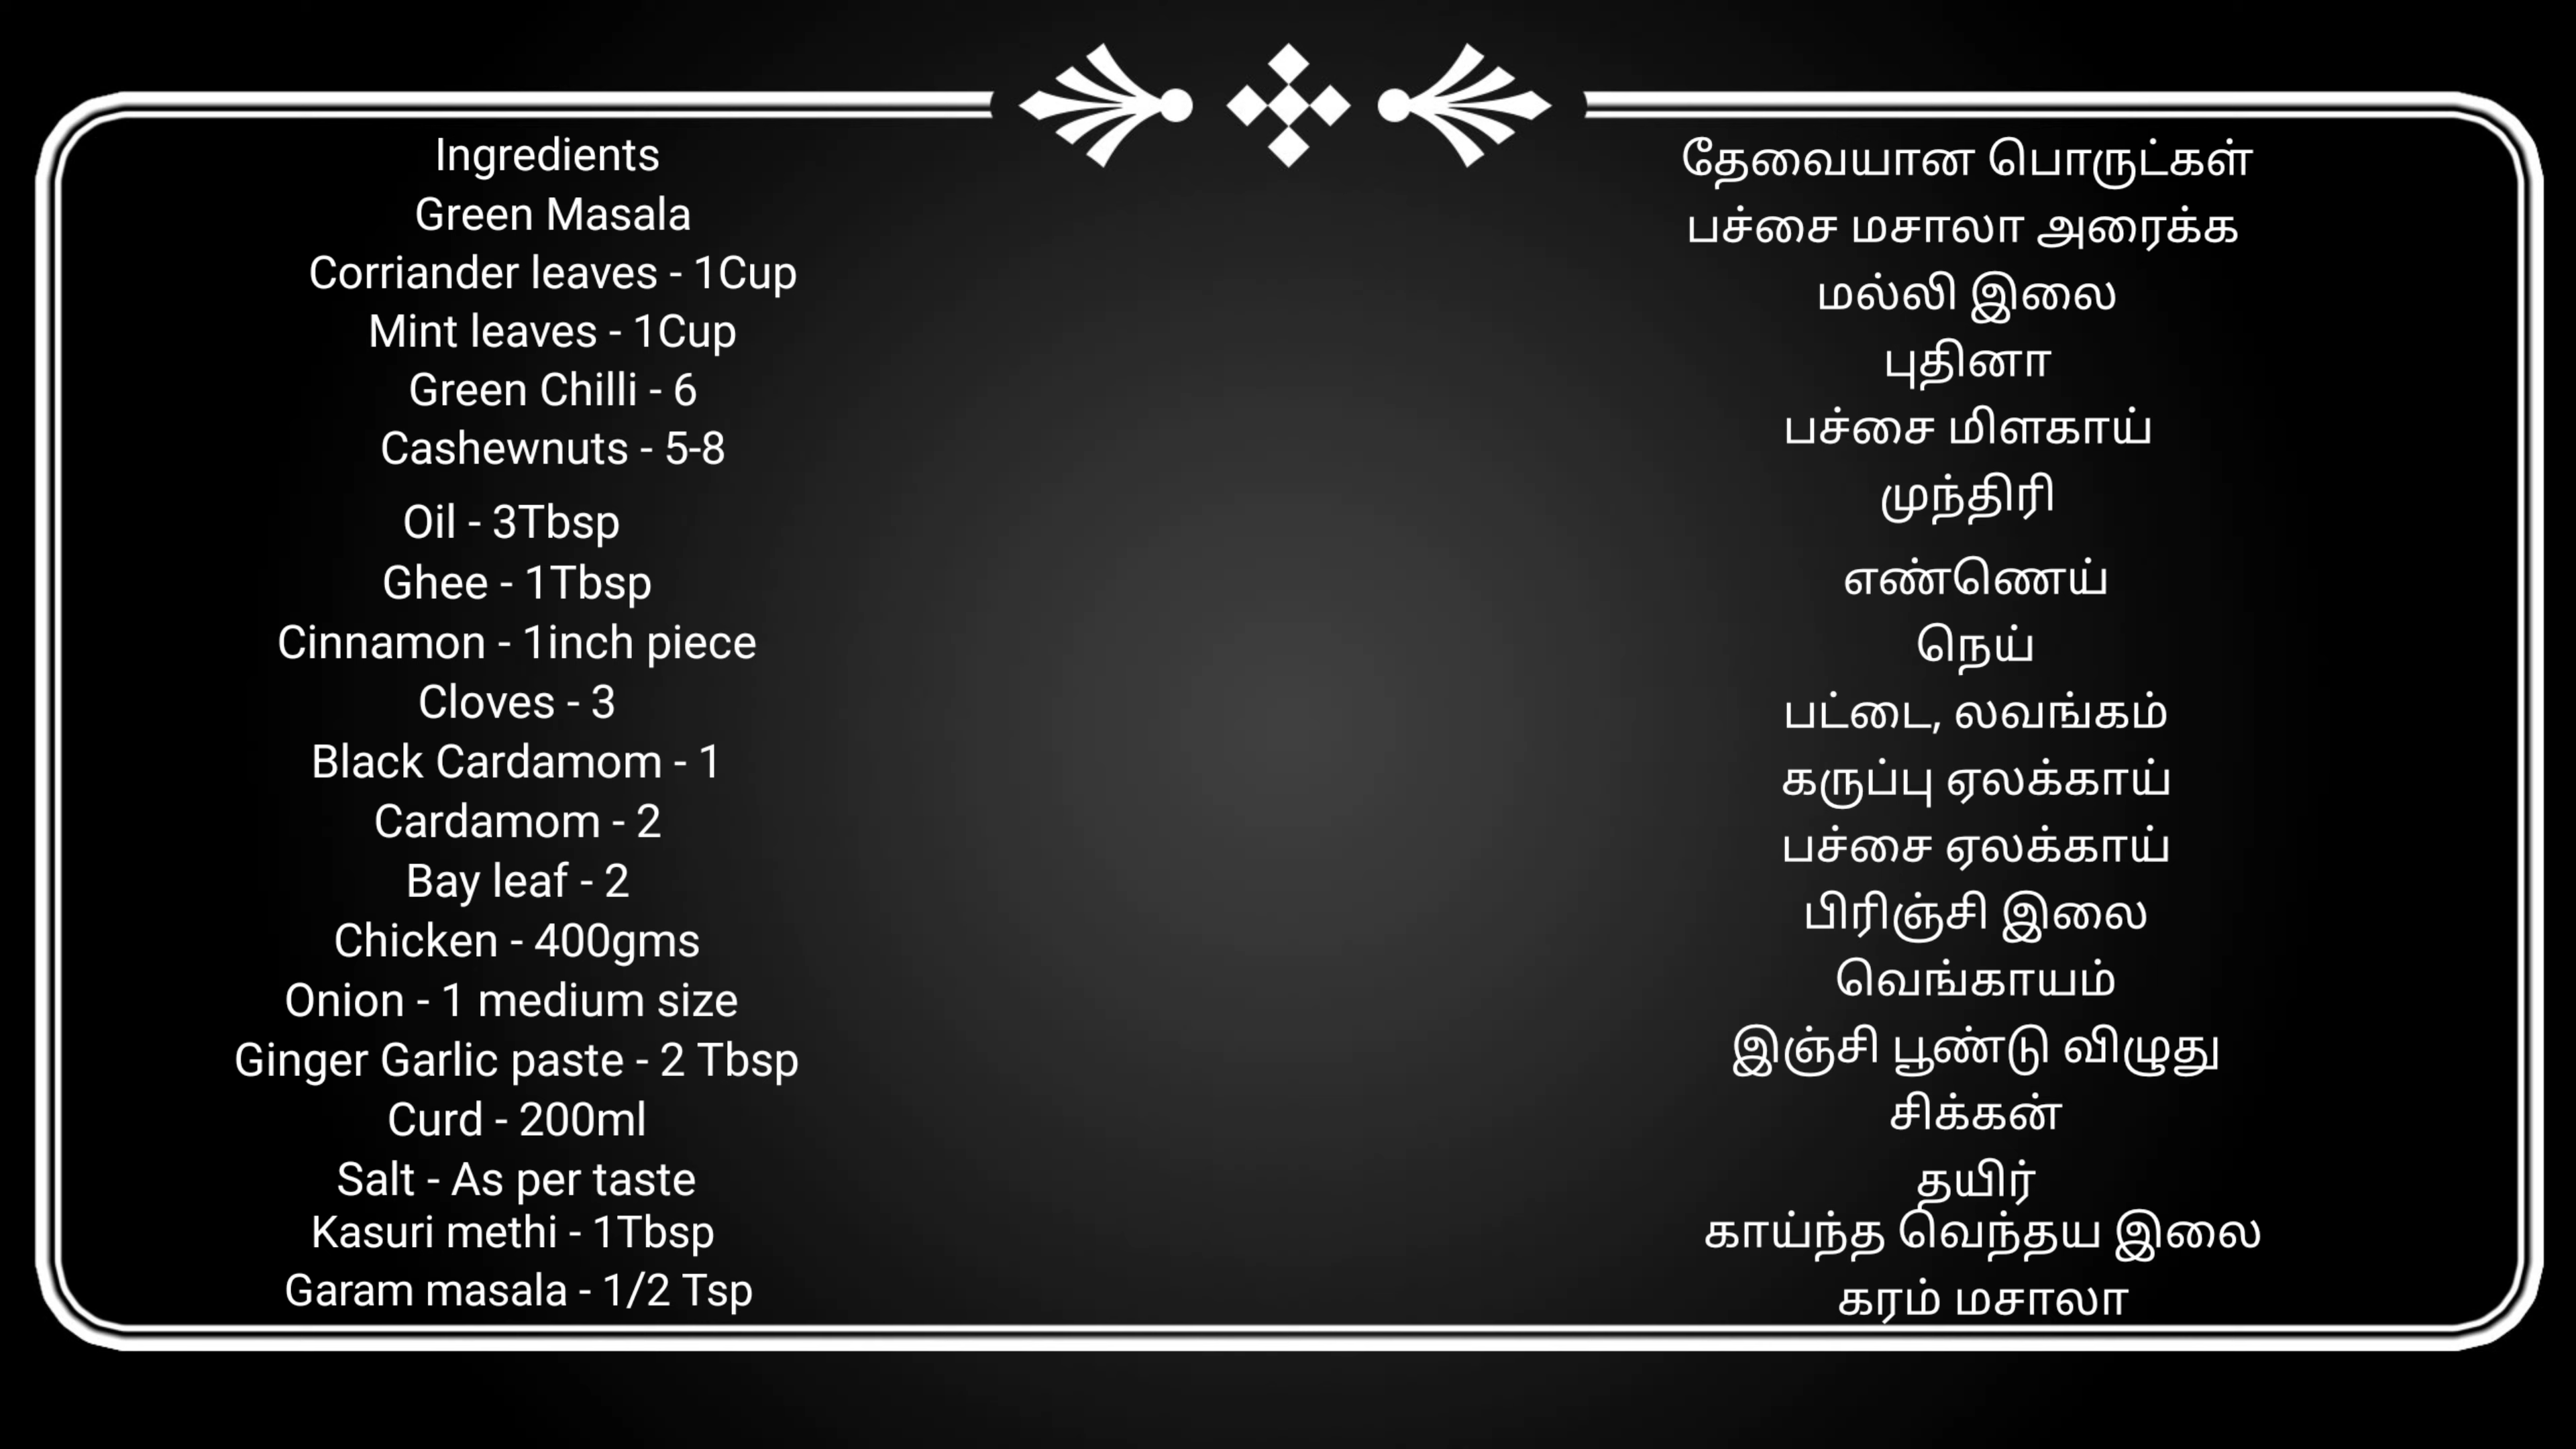 Ingredients
Green Masala
Corriander leaves - 1Cup
Mint leaves - 1Cup
Green Chilli - 6
Cashewnuts - 5-8
Oil - 3Tbsp
Ghee - 1Tbsp
Cinnamon - 1inch piece
Cloves - 3
Black Cardamom - 1
Cardamom - 2
Bay leaf - 2
Chicken - 400gms
Onion - 1 medium size
Ginger Garlic paste - 2 Tbsp
Curd - 200ml
Salt - As per taste
Kasuri methi - 1Tbsp
Garam masala - 1/2 Tsp
தேவையான பொருட்கள்
பச்சை மசாலா அரைக்க
மல்லி இலை
புதினா
பச்சை மிளகாய்
முந்திரி
எண்ணெய்
நெய்
பட்டை, லவங்கம்
கருப்பு ஏலக்காய்
பச்சை ஏலக்காய்
பிரிஞ்சி இலை
வெங்காயம்
இஞ்சி பூண்டு விழுது
சிக்கன்
தயிர்
காய்ந்த வெந்தய இலை
கரம் மசாலா